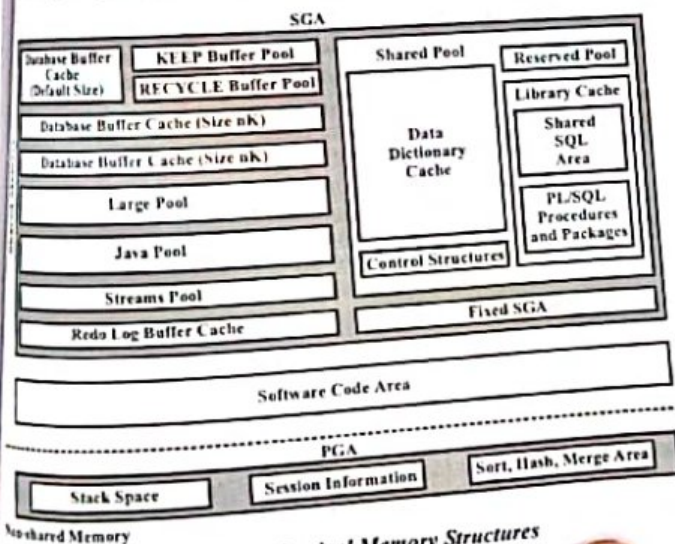 SGA
Database Buffer
Cache
(Default Size)
KEEP Buffer Pool
RECYCLE Buffer Pool
Database Buffer Cache (Size nK)
Database Buffer Cache (Size nK)
Large Pool
Java Pool
Streams Pool
Redo Log Buffer Cache
Shared Pool
Data
Dictionary
Cache
Control Structures
Reserved Pool
Library Cache
Shared
SQL
Area
PL/SQL
Procedures
and Packages
Fixed SGA
Software Code Area
PGA
Stack Space
Session Information
Sort, Hash, Merge Area
Non-shared Memory
Memory Structures